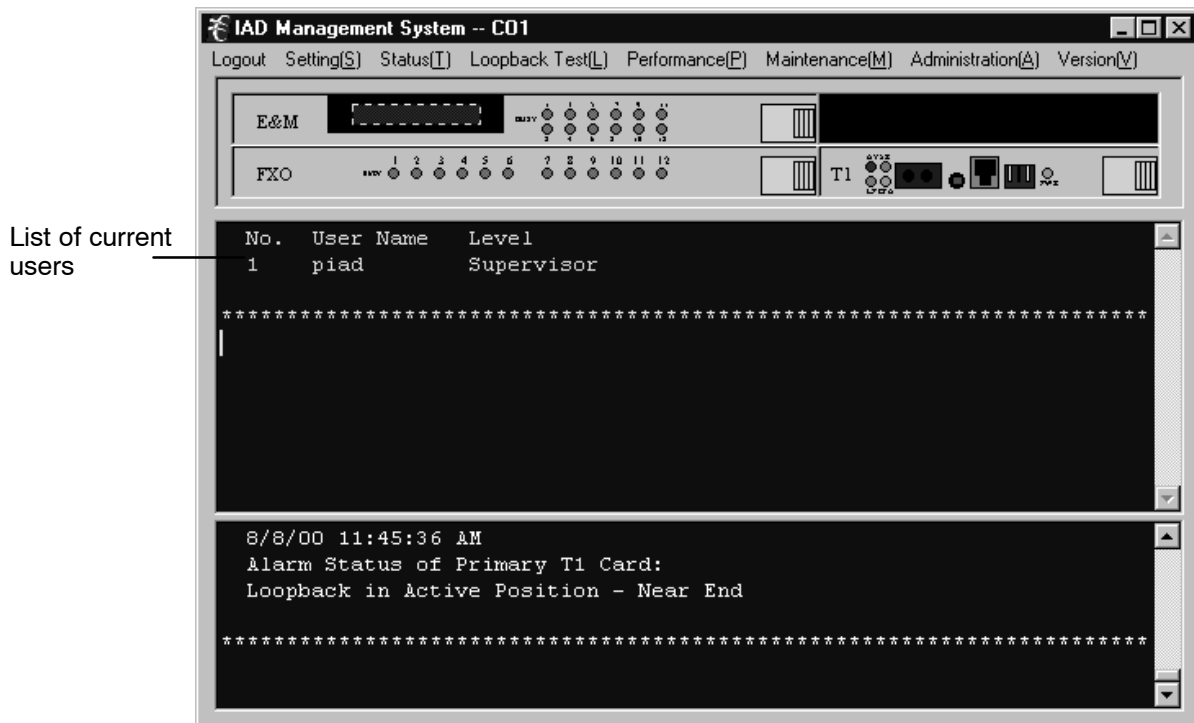 IAD Management System -- CO1
Logout Setting(S) Status(T) Loopback Test(L) Performance(P) Maintenance(M) Administration(A) Version(V)
E&M
BUSY
FXO
BUSY 1 2 3 4 5 6 7 8 9 10 11 12
T1
List of current
users
No. User Name Level
1 piad Supervisor
************************************************************************
8/8/00 11:45:36 AM
Alarm Status of Primary T1 Card:
Loopback in Active Position - Near End
************************************************************************